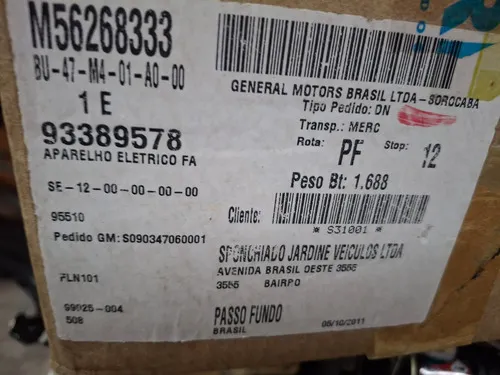 M56268333
BU-47-M4-01-A0-00
1 E
93389578
APARELHO ELETRICO FA
SE-12-00-00-00-00
95510
Pedido GM: S090347060001
PLN101
99025-004
508
GENERAL MOTORS BRASIL LTDA - SOROCABA
Tipo Pedido: DN
Transp.: MERC
Rota: PF Stop: 12
Peso Bt: 1.688
Cliente:
* S31001 *
SPONCHIADO JARDINE VEICULOS LTDA
AVENIDA BRASIL OESTE 3555
3555 BAIRPO
PASSO FUNDO
BRASIL 06/10/2011